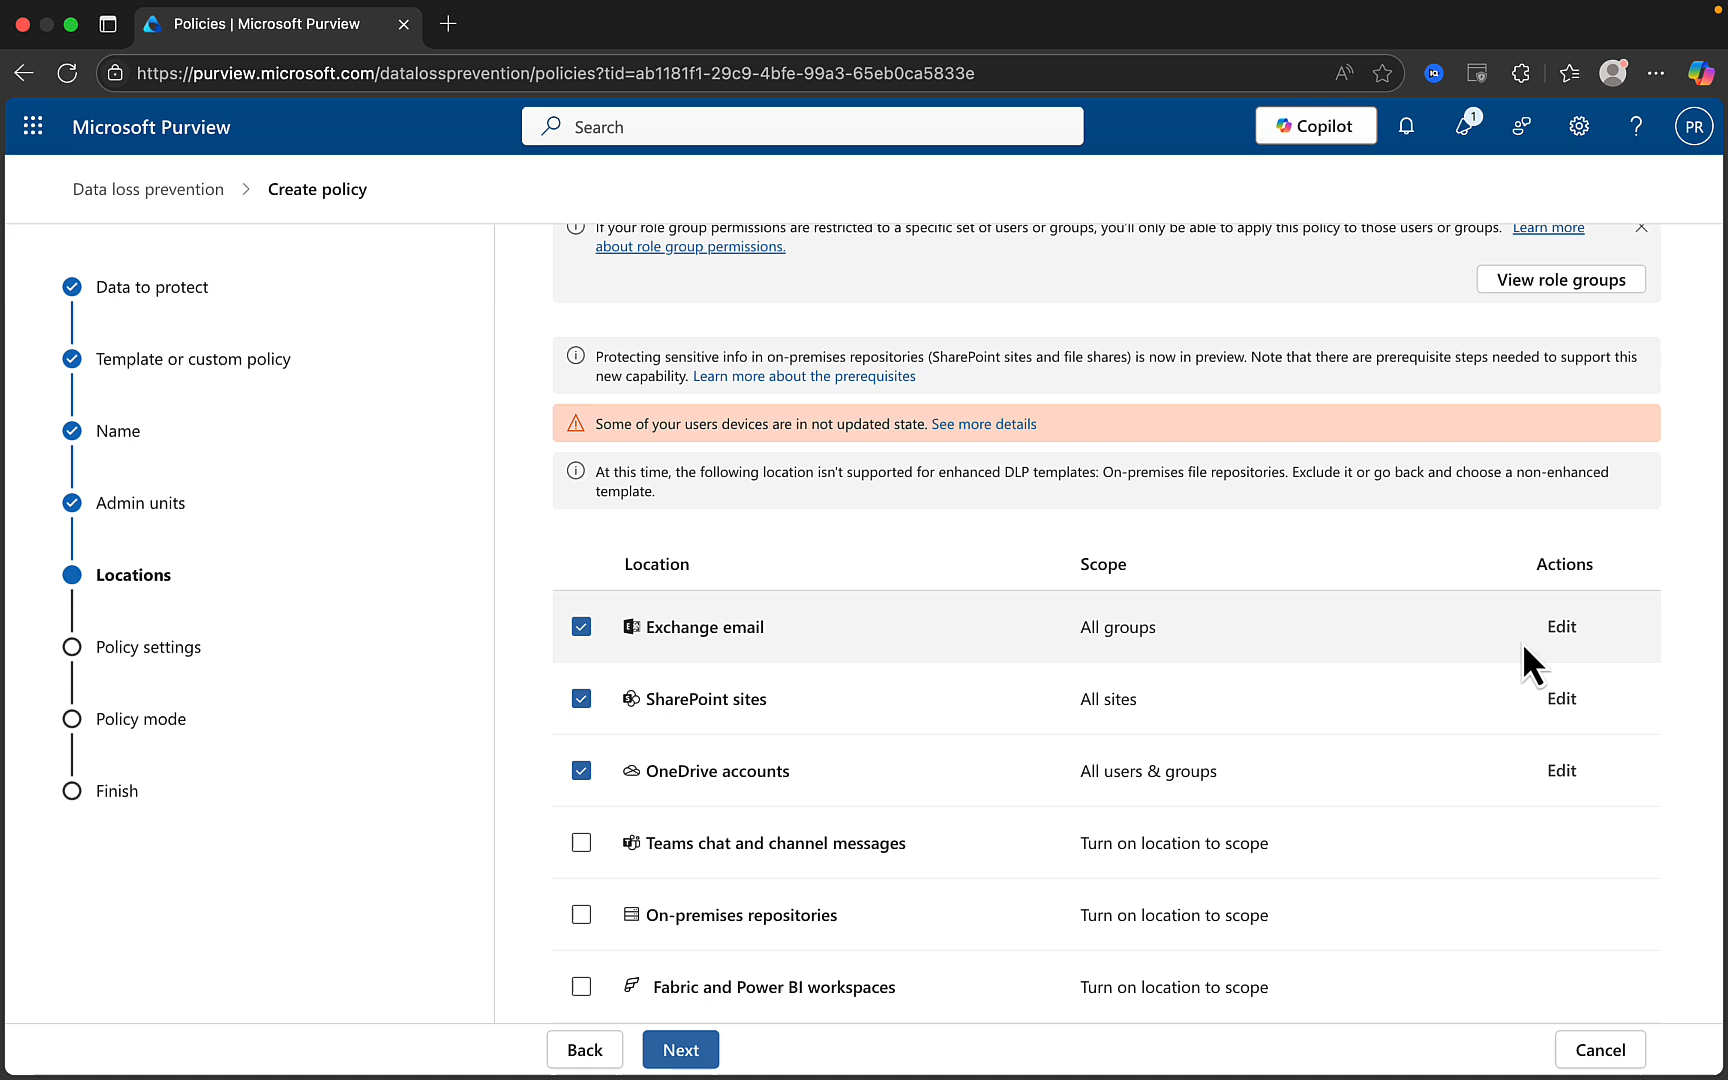 Policies | Microsoft Purview
https://purview.microsoft.com/datalossprevention/policies?tid=ab1181f1-29c9-4bfe-99a3-65eb0ca5833e
Microsoft Purview
Search
Copilot
1
PR
Data loss prevention > Create policy
If your role group permissions are restricted to a specific set of users or groups, you'll only be able to apply this policy to those users or groups. Learn more
about role group permissions.
View role groups
Data to protect
Template or custom policy
Name
Admin units
Locations
Policy settings
Policy mode
Finish
Protecting sensitive info in on-premises repositories (SharePoint sites and file shares) is now in preview. Note that there are prerequisite steps needed to support this
new capability. Learn more about the prerequisites
Some of your users devices are in not updated state. See more details
At this time, the following location isn't supported for enhanced DLP templates: On-premises file repositories. Exclude it or go back and choose a non-enhanced
template.
Location Scope Actions
Exchange email All groups Edit
SharePoint sites All sites Edit
OneDrive accounts All users & groups Edit
Teams chat and channel messages Turn on location to scope
On-premises repositories Turn on location to scope
Fabric and Power BI workspaces Turn on location to scope
Back Next Cancel